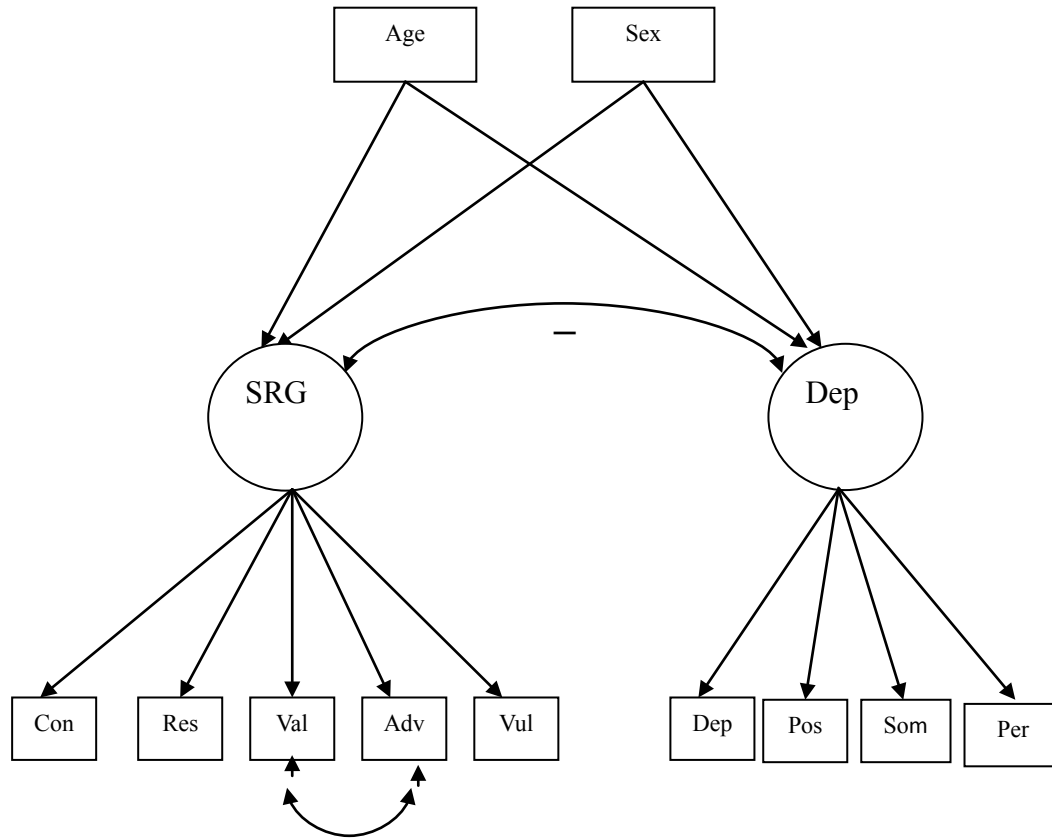 Age
Sex
–
SRG
Dep
Con
Res
Val
Adv
Vul
Dep
Pos
Som
Per